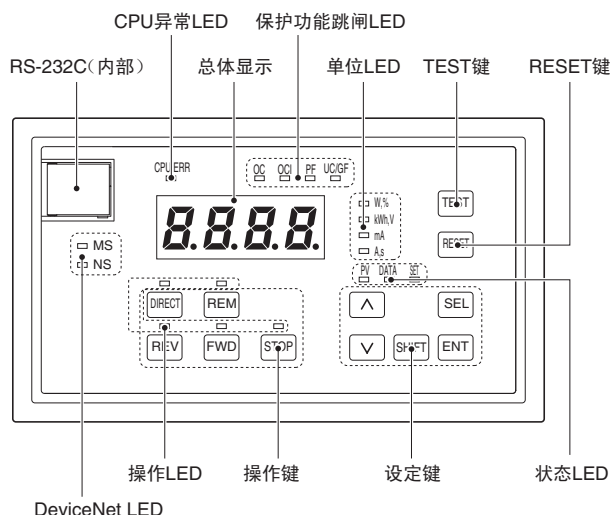 CPU异常LED 保护功能跳闸LED
RS-232C（内部） 总体显示 单位LED TEST键 RESET键
CPU ERR OC OCI PF UC/GF
W,%
kWh,V
mA
A,s
TEST
RESET
8.8.8.8.
MS
NS
PV DATA SET
DIRECT REM
REV FWD STOP
∧ SEL
∨ SHIFT ENT
操作LED 操作键 设定键 状态LED
DeviceNet LED